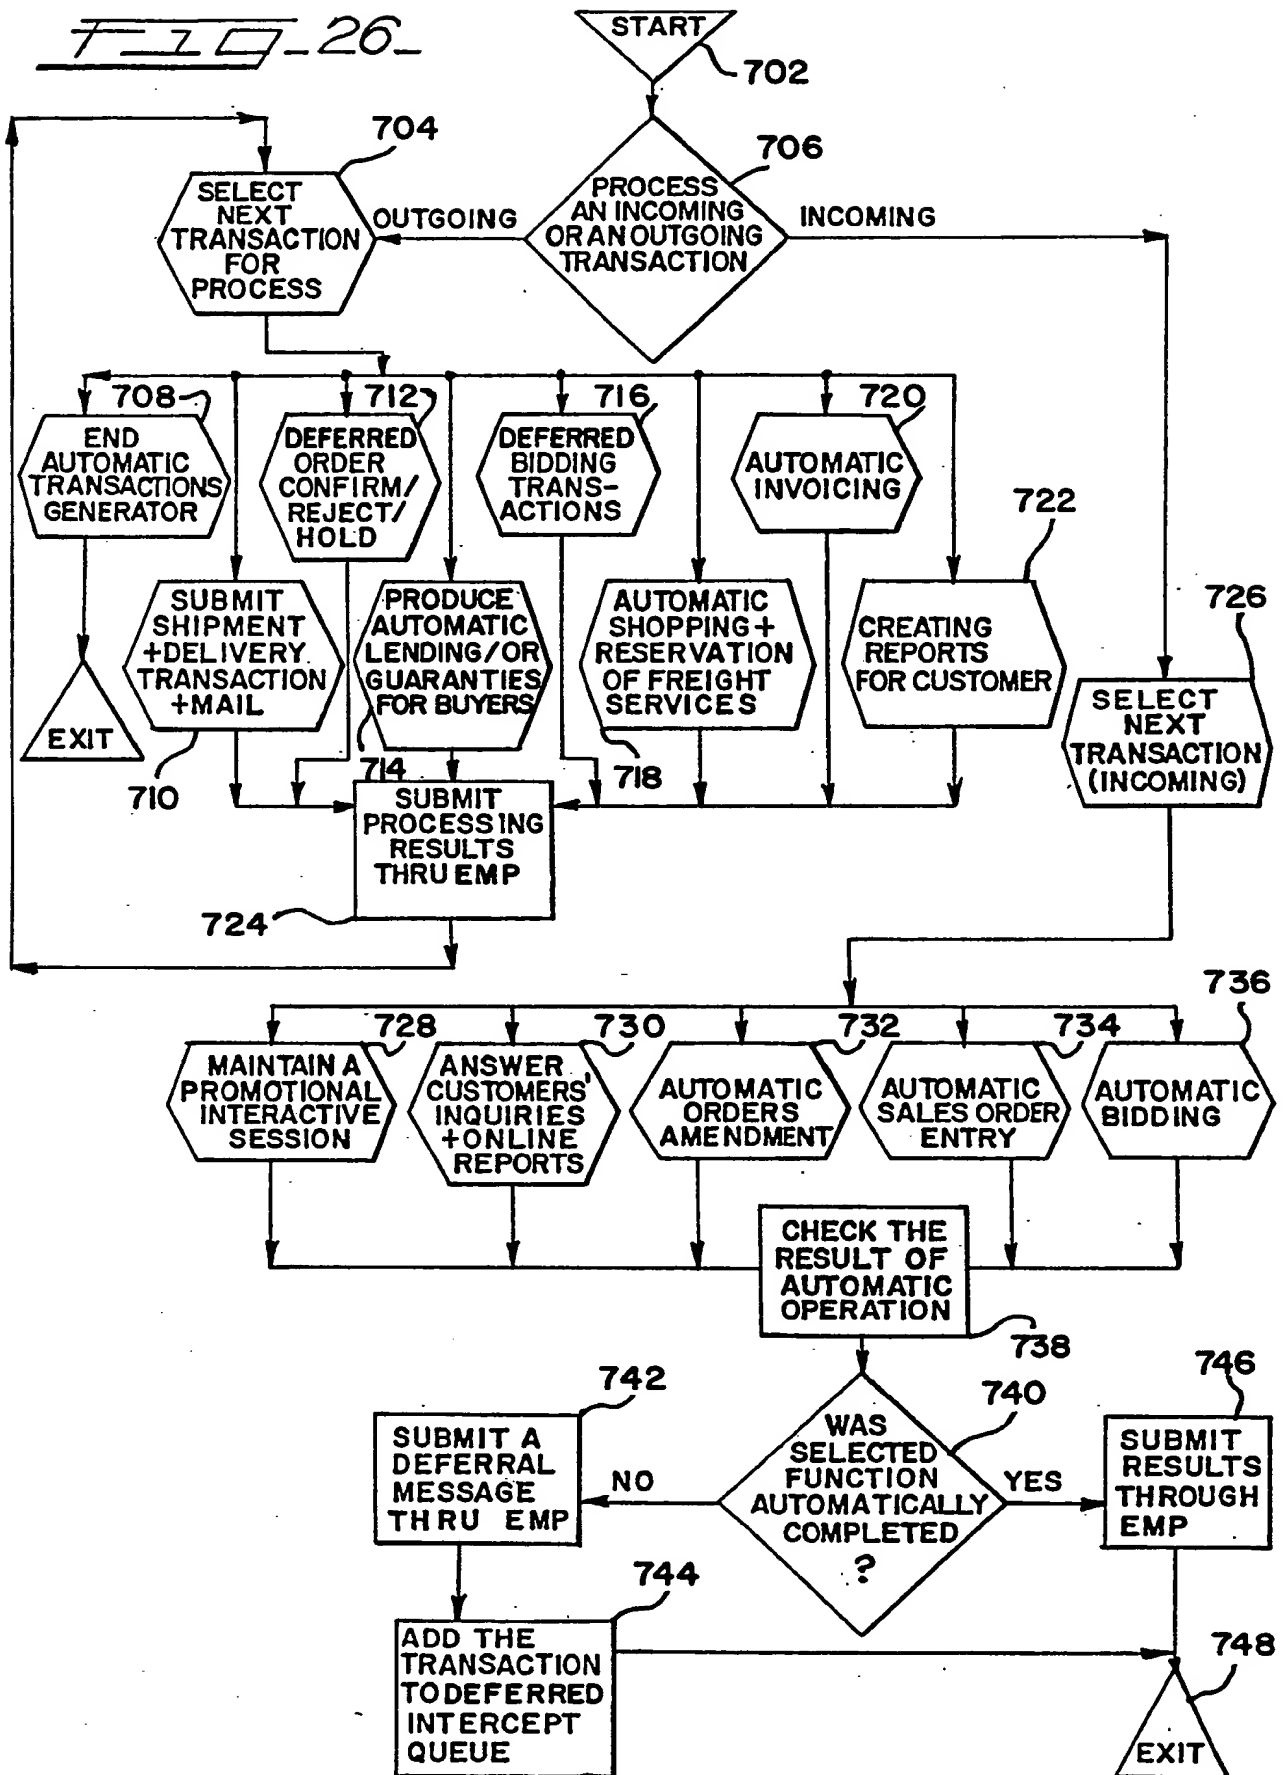 FIG_26_
START
702
704
706
SELECT
NEXT
TRANSACTION
FOR
PROCESS
OUTGOING
PROCESS
AN INCOMING
OR AN OUTGOING
TRANSACTION
INCOMING
708
END
AUTOMATIC
TRANSACTIONS
GENERATOR
712
DEFERRED
ORDER
CONFIRM/
REJECT/
HOLD
716
DEFERRED
BIDDING
TRANS-
ACTIONS
720
AUTOMATIC
INVOICING
722
726
EXIT
SUBMIT
SHIPMENT
+DELIVERY
TRANSACTION
+MAIL
710
PRODUCE
AUTOMATIC
LENDING/OR
GUARANTIES
FOR BUYERS
714
AUTOMATIC
SHOPPING+
RESERVATION
OF FREIGHT
SERVICES
718
CREATING
REPORTS
FOR CUSTOMER
SELECT
NEXT
TRANSACTION
(INCOMING)
SUBMIT
PROCESSING
RESULTS
THRU EMP
724
728
MAINTAIN A
PROMOTIONAL
INTERACTIVE
SESSION
730
ANSWER
CUSTOMERS'
INQUIRIES
+ONLINE
REPORTS
732
AUTOMATIC
ORDERS
AMENDMENT
734
AUTOMATIC
SALES ORDER
ENTRY
736
AUTOMATIC
BIDDING
CHECK THE
RESULT OF
AUTOMATIC
OPERATION
738
742
SUBMIT A
DEFERRAL
MESSAGE
THRU EMP
NO
740
WAS
SELECTED
FUNCTION
AUTOMATICALLY
COMPLETED
?
YES
746
SUBMIT
RESULTS
THROUGH
EMP
744
ADD THE
TRANSACTION
TO DEFERRED
INTERCEPT
QUEUE
748
EXIT